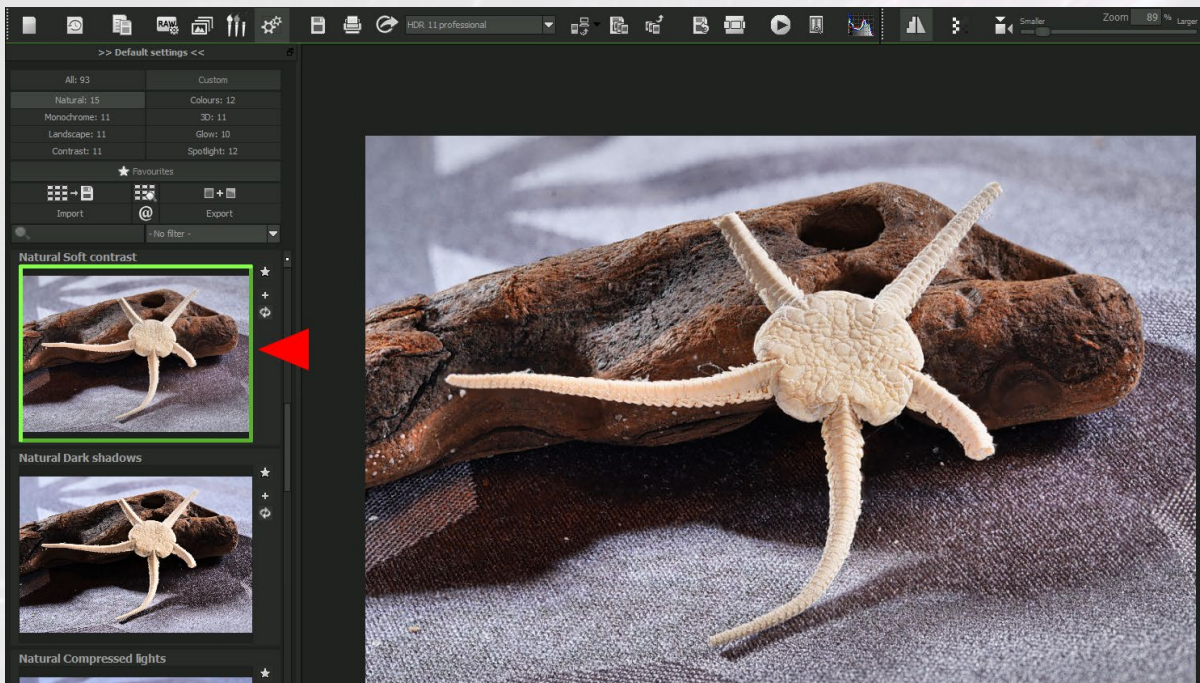 RAW
HDR 11 professional
Smaller
Zoom 89 % Larger
>> Default settings <<
All: 93 Custom
Natural: 15 Colours: 12
Monochrome: 11 3D: 11
Landscape: 11 Glow: 10
Contrast: 11 Spotlight: 12
Favourites
Import @ Export
- No filter -
Natural Soft contrast
Natural Dark shadows
Natural Compressed lights